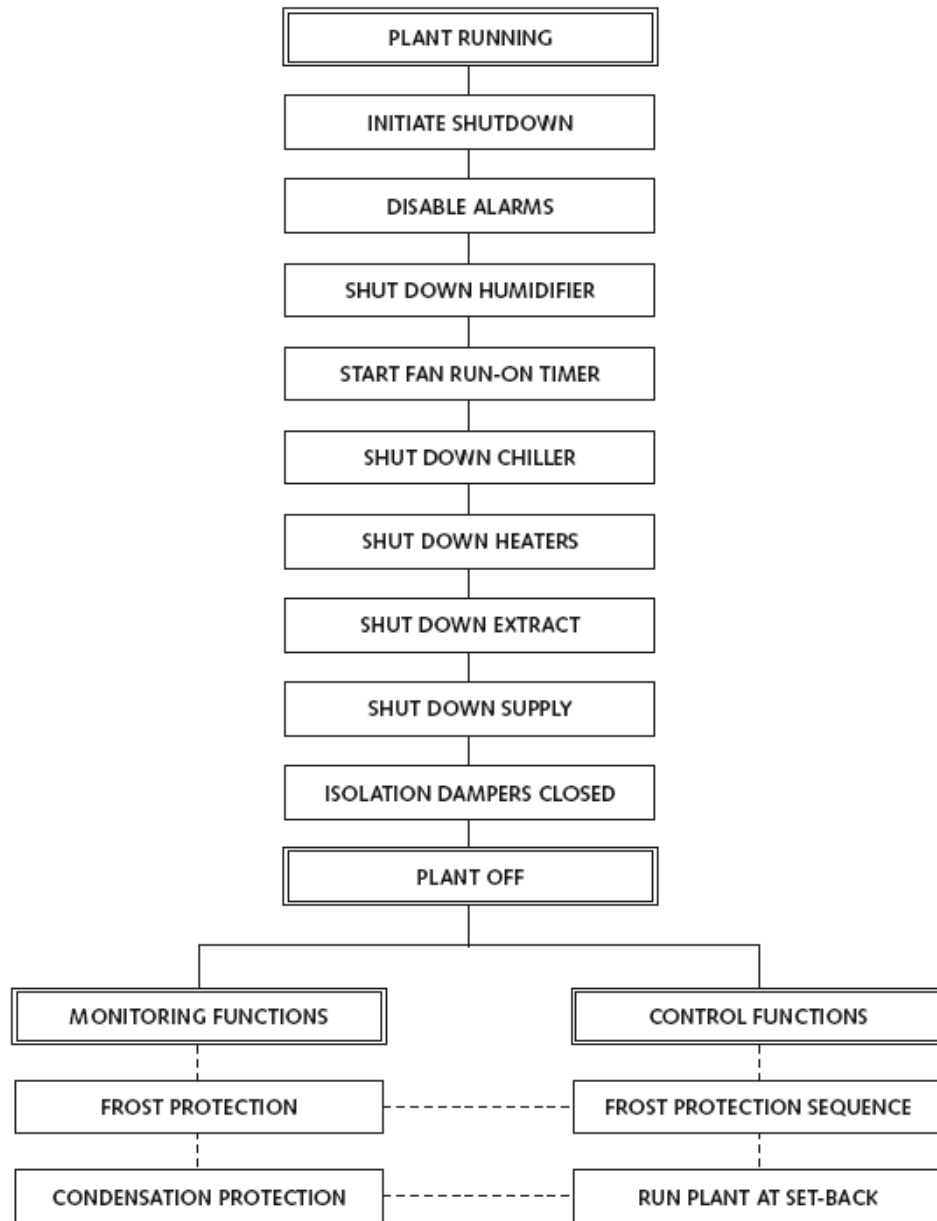 PLANT RUNNING
INITIATE SHUTDOWN
DISABLE ALARMS
SHUT DOWN HUMIDIFIER
START FAN RUN-ON TIMER
SHUT DOWN CHILLER
SHUT DOWN HEATERS
SHUT DOWN EXTRACT
SHUT DOWN SUPPLY
ISOLATION DAMPERS CLOSED
PLANT OFF
MONITORING FUNCTIONS
CONTROL FUNCTIONS
FROST PROTECTION
FROST PROTECTION SEQUENCE
CONDENSATION PROTECTION
RUN PLANT AT SET-BACK